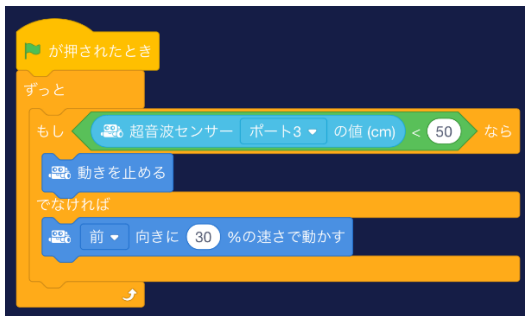 が押されたとき
ずっと
もし 超音波センサー ポート3 の値 (cm) < 50 なら
動きを止める
でなければ
前 向きに 30 %の速さで動かす